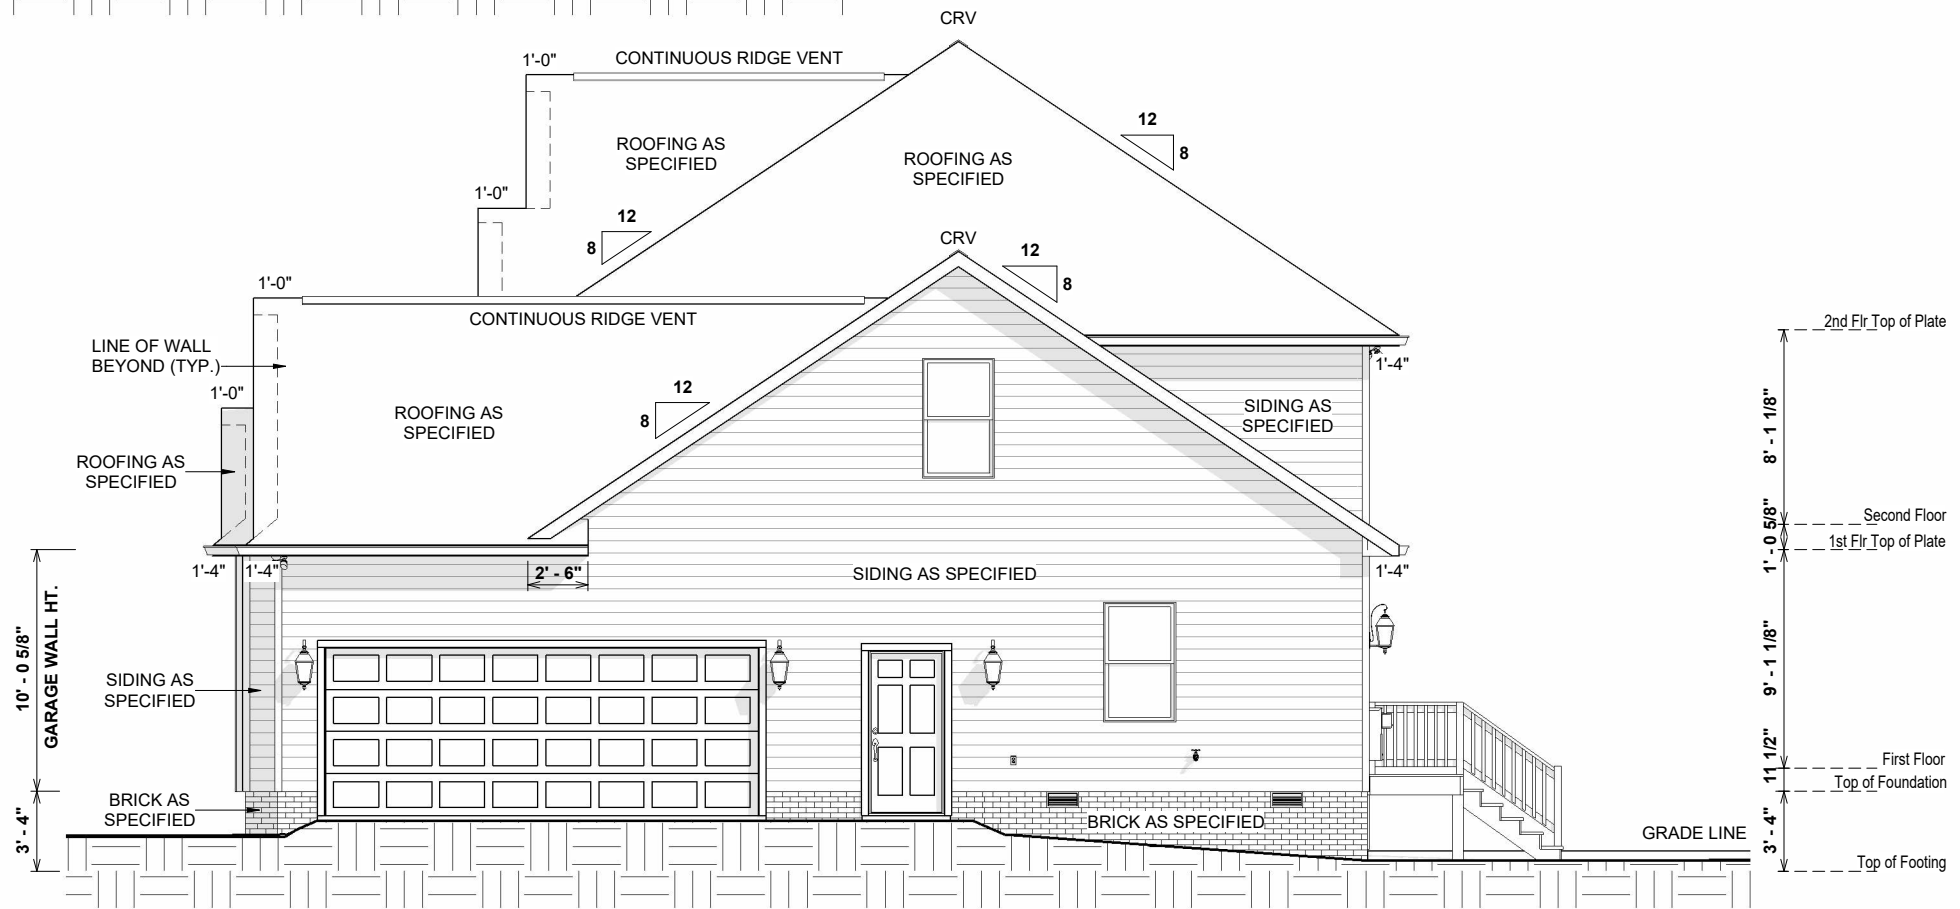 CRV
CONTINUOUS RIDGE VENT
1'-0"
12
8
ROOFING AS
SPECIFIED
ROOFING AS
SPECIFIED
1'-0"
12
8
CRV
12
8
1'-0"
CONTINUOUS RIDGE VENT
2nd Flr Top of Plate
LINE OF WALL
BEYOND (TYP.)
1'-4"
1'-0"
12
8
ROOFING AS
SPECIFIED
SIDING AS
SPECIFIED
8' - 1 1/8"
ROOFING AS
SPECIFIED
Second Floor
1' - 0 5/8"
1st Flr Top of Plate
1'-4"
1'-4"
2' - 6"
SIDING AS SPECIFIED
1'-4"
10' - 0 5/8"
GARAGE WALL HT.
9' - 1 1/8"
SIDING AS
SPECIFIED
11 1/2"
First Floor
Top of Foundation
BRICK AS
SPECIFIED
3' - 4"
BRICK AS SPECIFIED
GRADE LINE
3' - 4"
Top of Footing